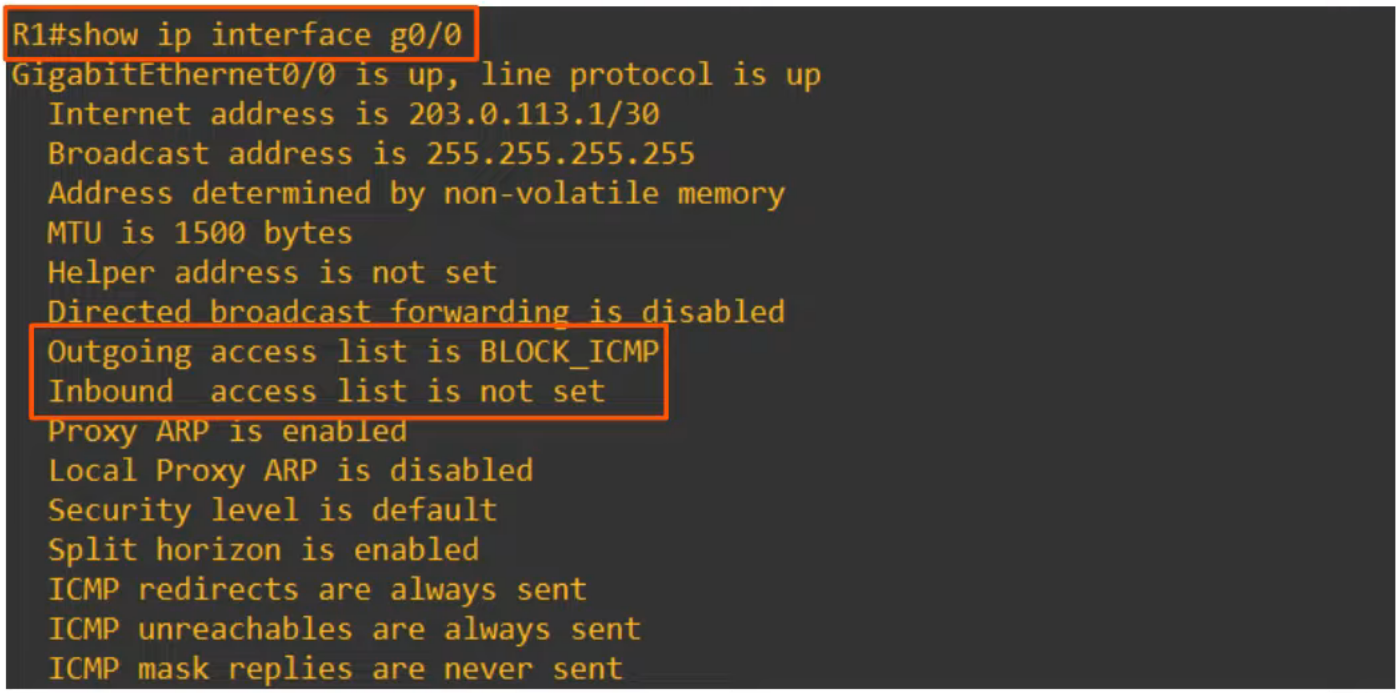 R1#show ip interface g0/0
GigabitEthernet0/0 is up, line protocol is up
Internet address is 203.0.113.1/30
Broadcast address is 255.255.255.255
Address determined by non-volatile memory
MTU is 1500 bytes
Helper address is not set
Directed broadcast forwarding is disabled
Outgoing access list is BLOCK_ICMP
Inbound  access list is not set
Proxy ARP is enabled
Local Proxy ARP is disabled
Security level is default
Split horizon is enabled
ICMP redirects are always sent
ICMP unreachables are always sent
ICMP mask replies are never sent